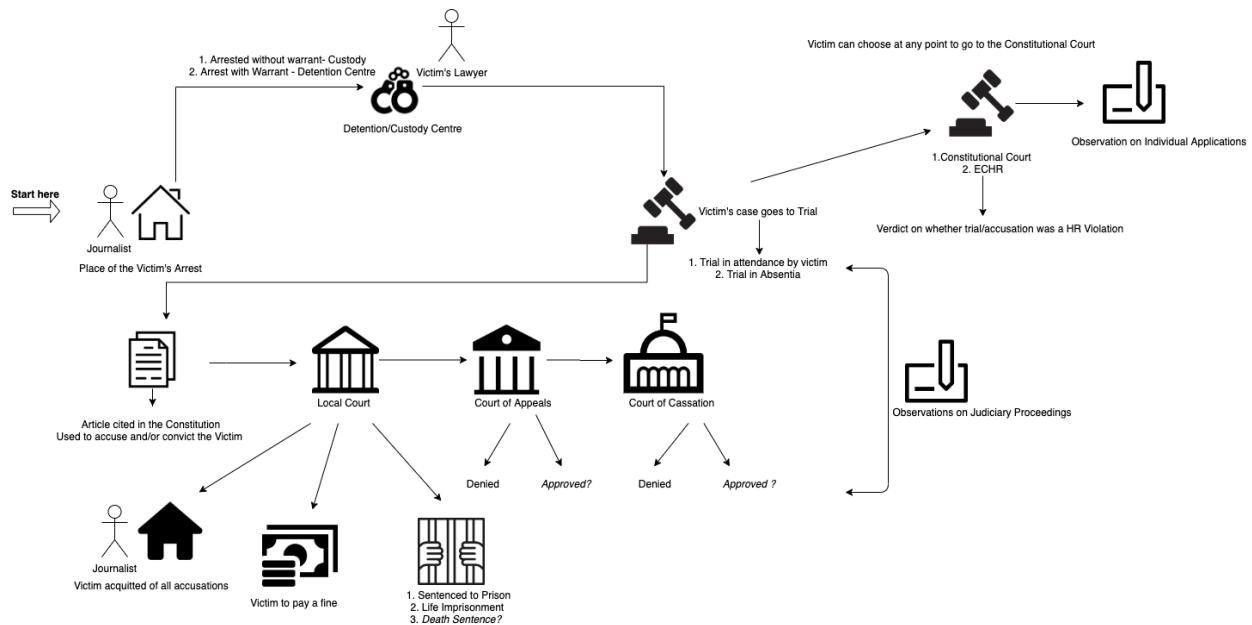 Victim can choose at any point to go to the Constitutional Court
1. Arrested without warrant- Custody
2. Arrest with Warrant - Detention Centre
Victim's Lawyer
Detention/Custody Centre
Observation on Individual Applications
1.Constitutional Court
2. ECHR
Start here
Victim's case goes to Trial
Verdict on whether trial/accusation was a HR Violation
Journalist
Place of the Victim's Arrest
1. Trial in attendance by victim
2. Trial in Absentia
Local Court
Court of Appeals
Court of Cassation
Observations on Judiciary Proceedings
Article cited in the Constitution
Used to accuse and/or convict the Victim
Denied
Approved?
Denied
Approved ?
Journalist
Victim acquitted of all accusations
Victim to pay a fine
1. Sentenced to Prison
2. Life Imprisonment
3. Death Sentence?